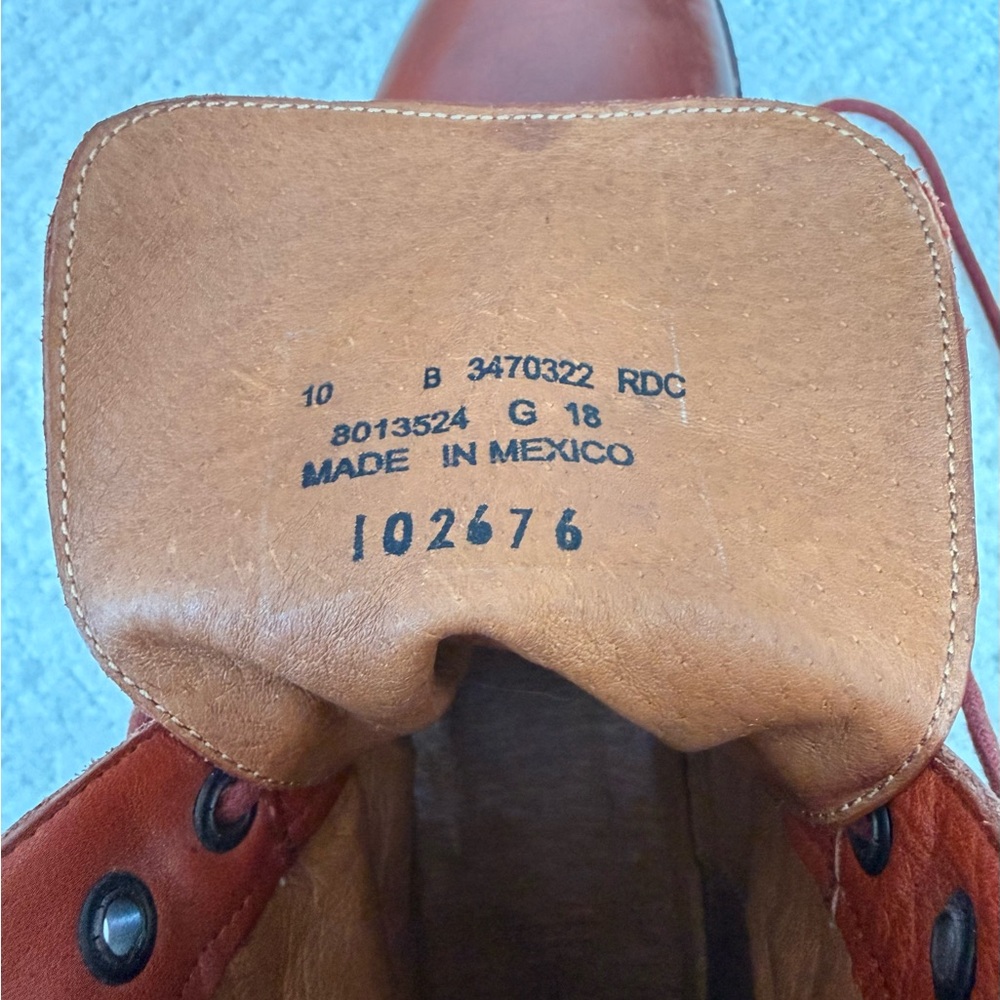 10 B 3470322 RDC
8013524 G 18
MADE IN MEXICO
102676